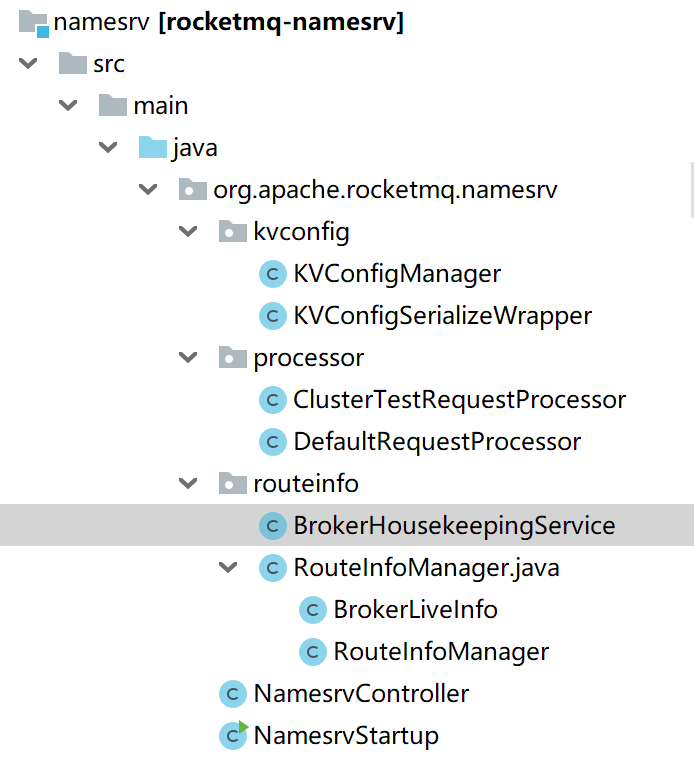 namesrv [rocketmq-namesrv]
src
main
java
org.apache.rocketmq.namesrv
kvconfig
C KVConfigManager
C KVConfigSerializeWrapper
processor
C ClusterTestRequestProcessor
C DefaultRequestProcessor
routeinfo
C BrokerHousekeepingService
C RouteInfoManager.java
C BrokerLiveInfo
C RouteInfoManager
C NamesrvController
C NamesrvStartup